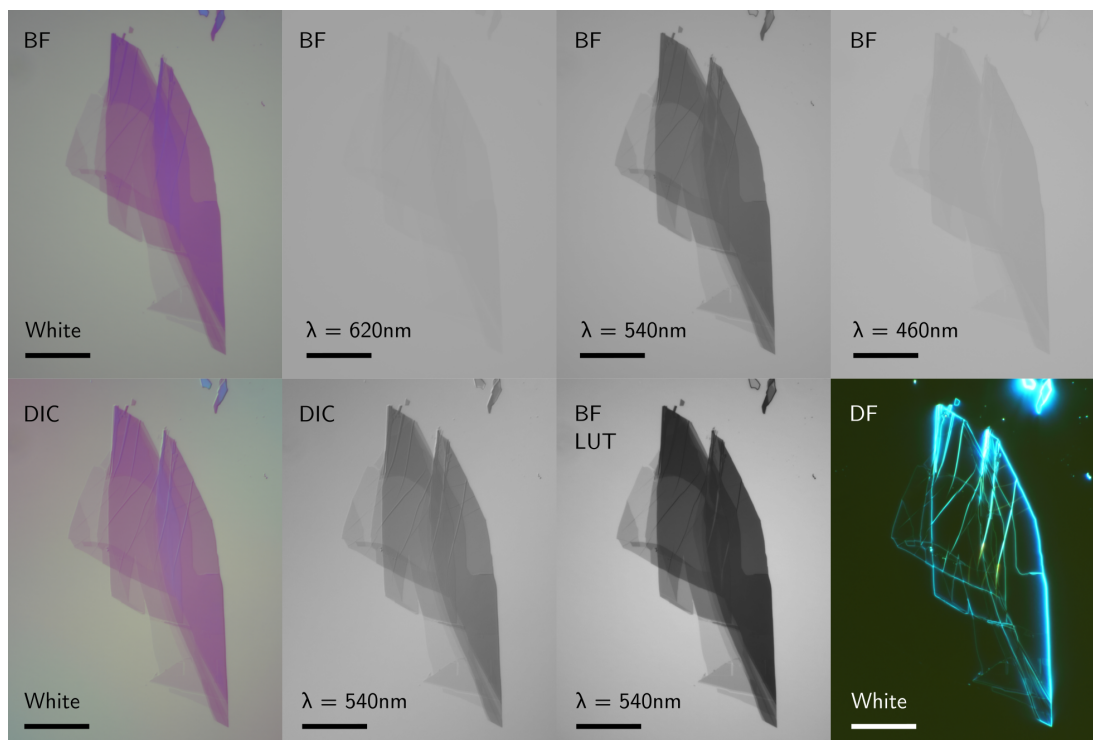 BF
BF
BF
BF
White
λ = 620nm
λ = 540nm
λ = 460nm
DIC
DIC
BF
LUT
DF
White
λ = 540nm
λ = 540nm
White